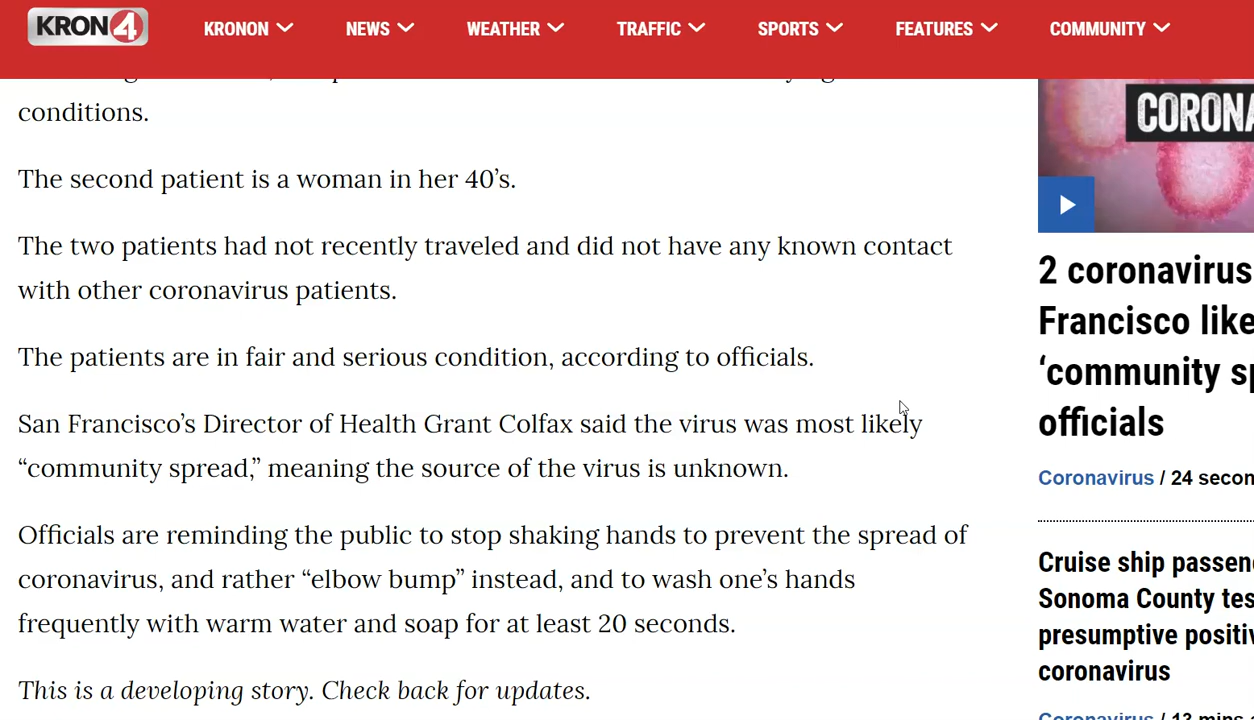 KRON4
KRONON
NEWS
WEATHER
TRAFFIC
SPORTS
FEATURES
COMMUNITY
conditions.
The second patient is a woman in her 40’s.
The two patients had not recently traveled and did not have any known contact
with other coronavirus patients.
The patients are in fair and serious condition, according to officials.
San Francisco’s Director of Health Grant Colfax said the virus was most likely
“community spread,” meaning the source of the virus is unknown.
Officials are reminding the public to stop shaking hands to prevent the spread of
coronavirus, and rather “elbow bump” instead, and to wash one’s hands
frequently with warm water and soap for at least 20 seconds.
This is a developing story. Check back for updates.
CORONA
2 coronavirus
Francisco like
‘community sp
officials
Coronavirus / 24 secon
Cruise ship passen
Sonoma County tes
presumptive positiv
coronavirus
Coronavirus / 13 mins